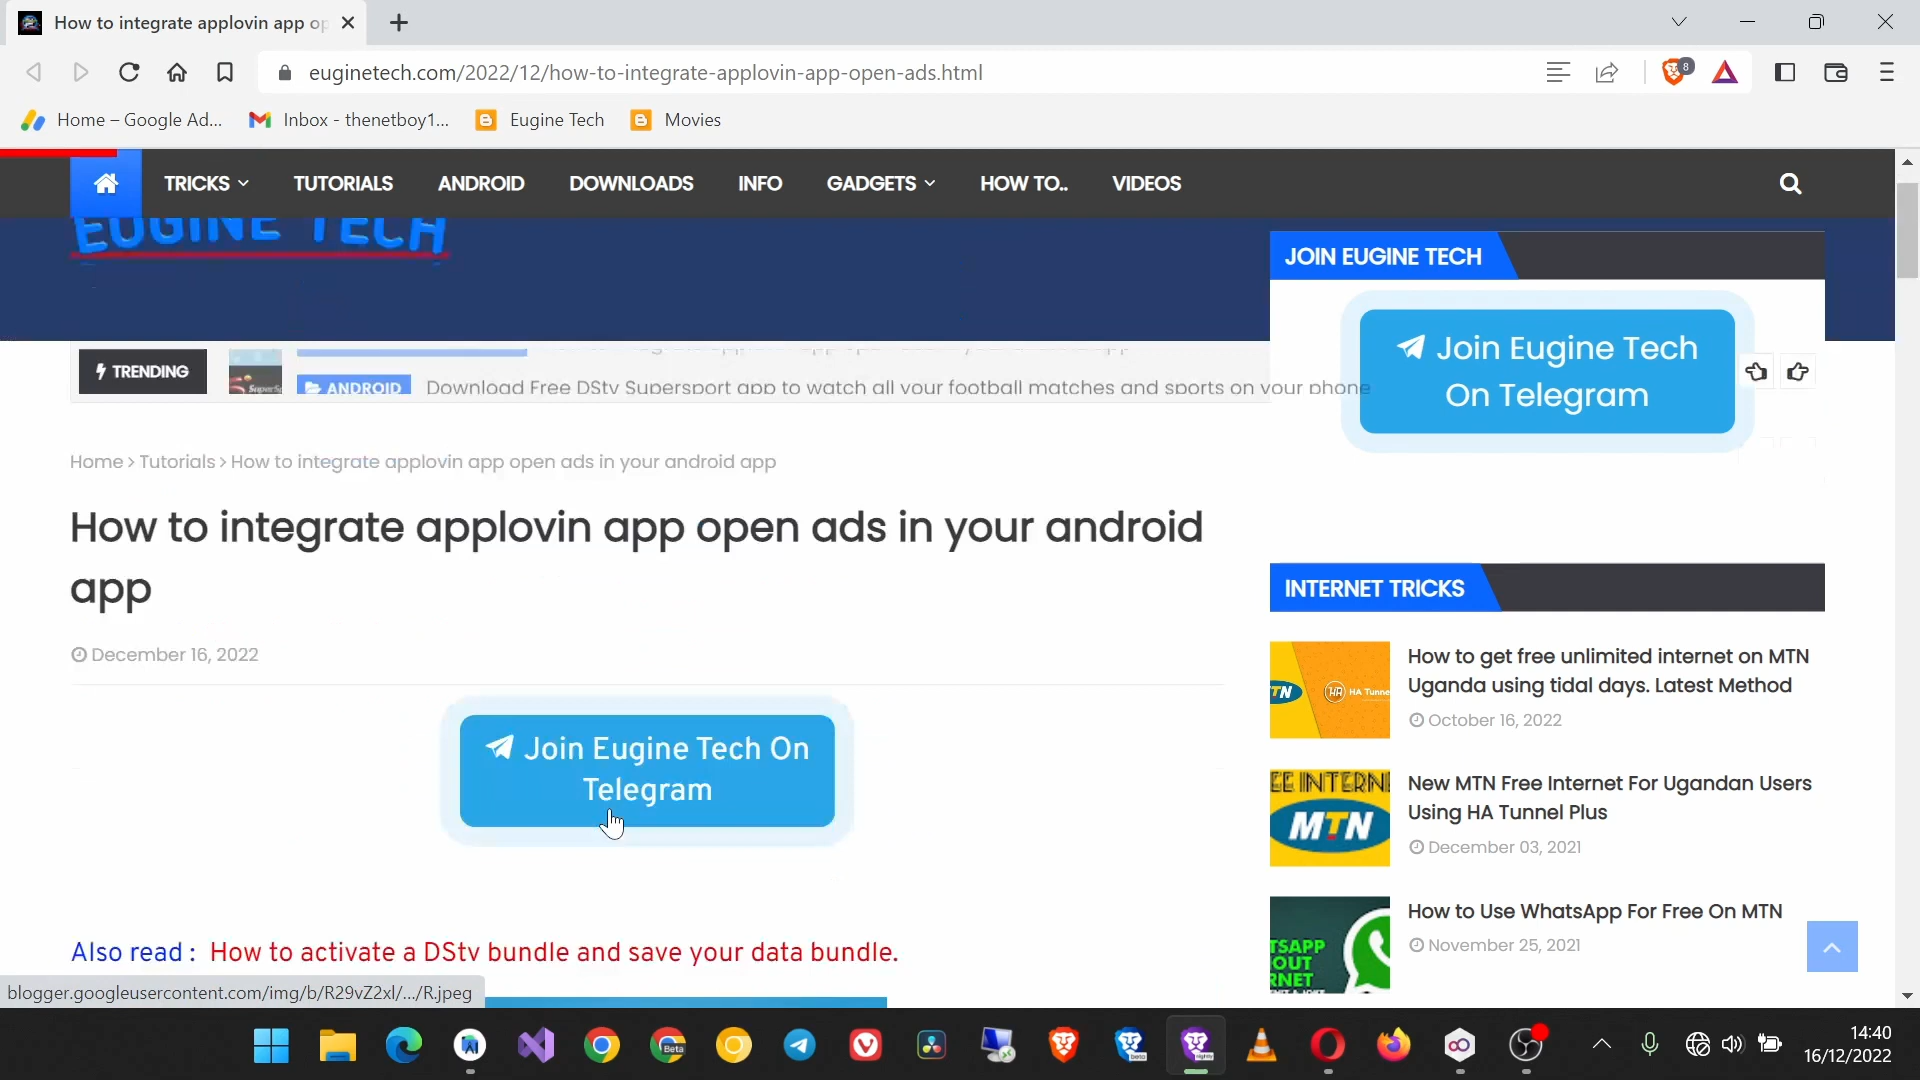 How to integrate applovin app op
euginetech.com/2022/12/how-to-integrate-applovin-app-open-ads.html
8
Home – Google Ad...
Inbox - thenetboy1...
Eugine Tech
Movies
TRICKS
TUTORIALS
ANDROID
DOWNLOADS
INFO
GADGETS
HOW TO..
VIDEOS
EUGINE TECH
JOIN EUGINE TECH
Join Eugine Tech
On Telegram
TRENDING
ANDROID
Download Free DStv Supersport app to watch all your football matches and sports on your phone
Home > Tutorials > How to integrate applovin app open ads in your android app
How to integrate applovin app open ads in your android
app
December 16, 2022
Join Eugine Tech On
Telegram
Also read : How to activate a DStv bundle and save your data bundle.
INTERNET TRICKS
How to get free unlimited internet on MTN
Uganda using tidal days. Latest Method
October 16, 2022
HA Tunne
New MTN Free Internet For Ugandan Users
Using HA Tunnel Plus
December 03, 2021
MTN
How to Use WhatsApp For Free On MTN
November 25, 2021
blogger.googleusercontent.com/img/b/R29vZ2xl/.../R.jpeg
Beta
beta
nightly
14:40
16/12/2022